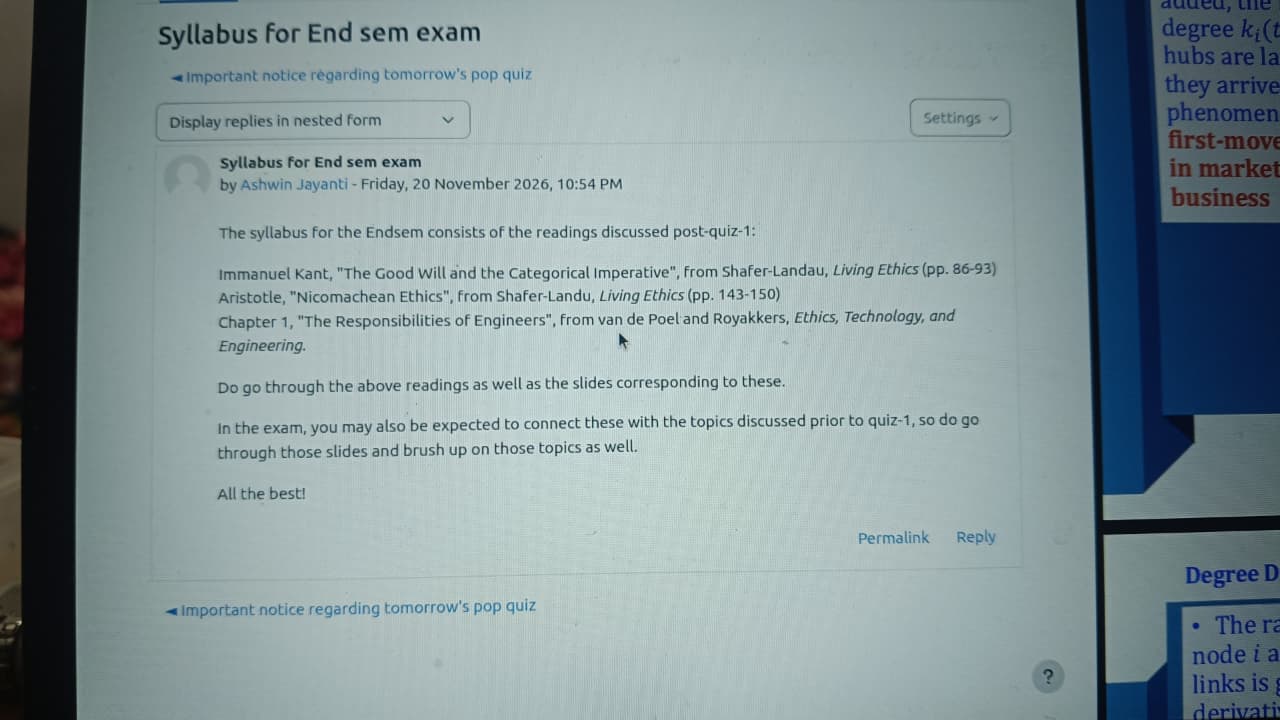 Syllabus for End sem exam
◄ Important notice regarding tomorrow's pop quiz
Display replies in nested form
Settings
Syllabus for End sem exam
by Ashwin Jayanti - Friday, 20 November 2026, 10:54 PM
The syllabus for the Endsem consists of the readings discussed post-quiz-1:
Immanuel Kant, "The Good Will and the Categorical Imperative", from Shafer-Landau, Living Ethics (pp. 86-93)
Aristotle, "Nicomachean Ethics", from Shafer-Landu, Living Ethics (pp. 143-150)
Chapter 1, "The Responsibilities of Engineers", from van de Poel and Royakkers, Ethics, Technology, and
Engineering.
Do go through the above readings as well as the slides corresponding to these.
In the exam, you may also be expected to connect these with the topics discussed prior to quiz-1, so do go
through those slides and brush up on those topics as well.
All the best!
Permalink
Reply
◄ Important notice regarding tomorrow's pop quiz
?
added, the
degree kᵢ(t
hubs are la
they arrive
phenomen
first-move
in market
business
Degree D
• The ra
node i a
links is
derivati